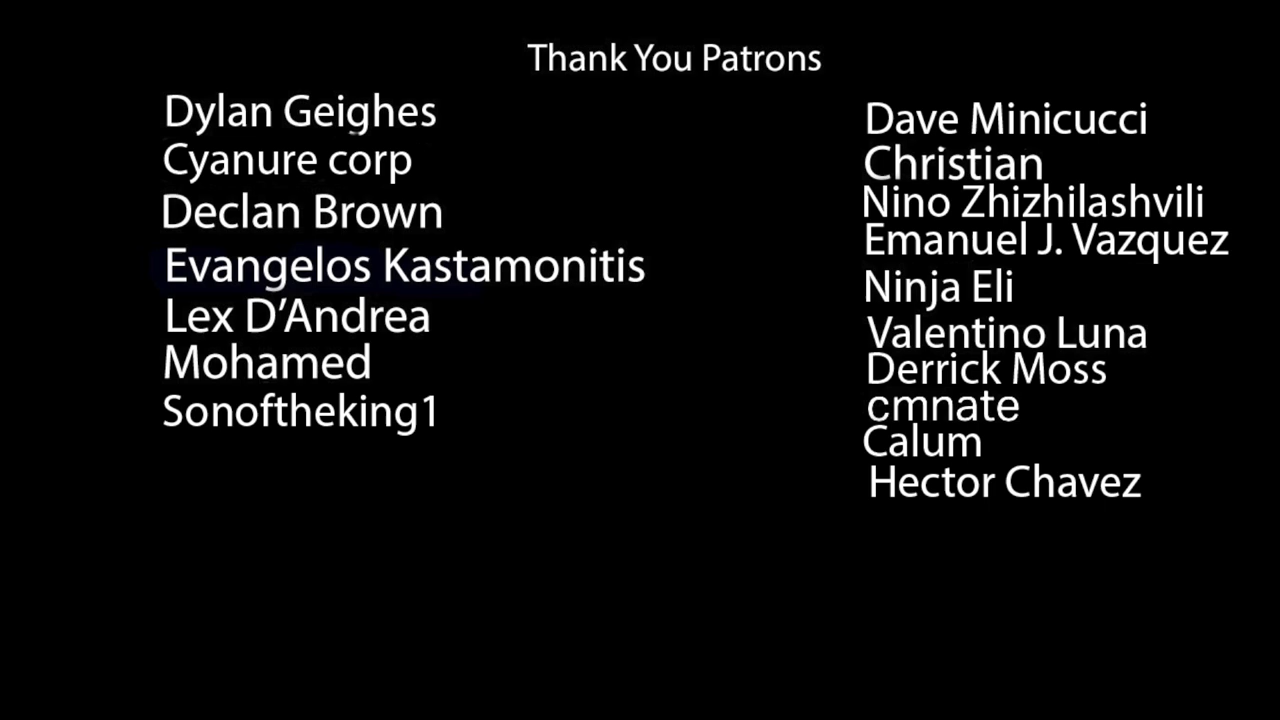 Thank You Patrons
Dylan Geighes
Cyanure corp
Declan Brown
Evangelos Kastamonitis
Lex D’Andrea
Mohamed
Sonoftheking1
Dave Minicucci
Christian
Nino Zhizhilashvili
Emanuel J. Vazquez
Ninja Eli
Valentino Luna
Derrick Moss
cmnate
Calum
Hector Chavez